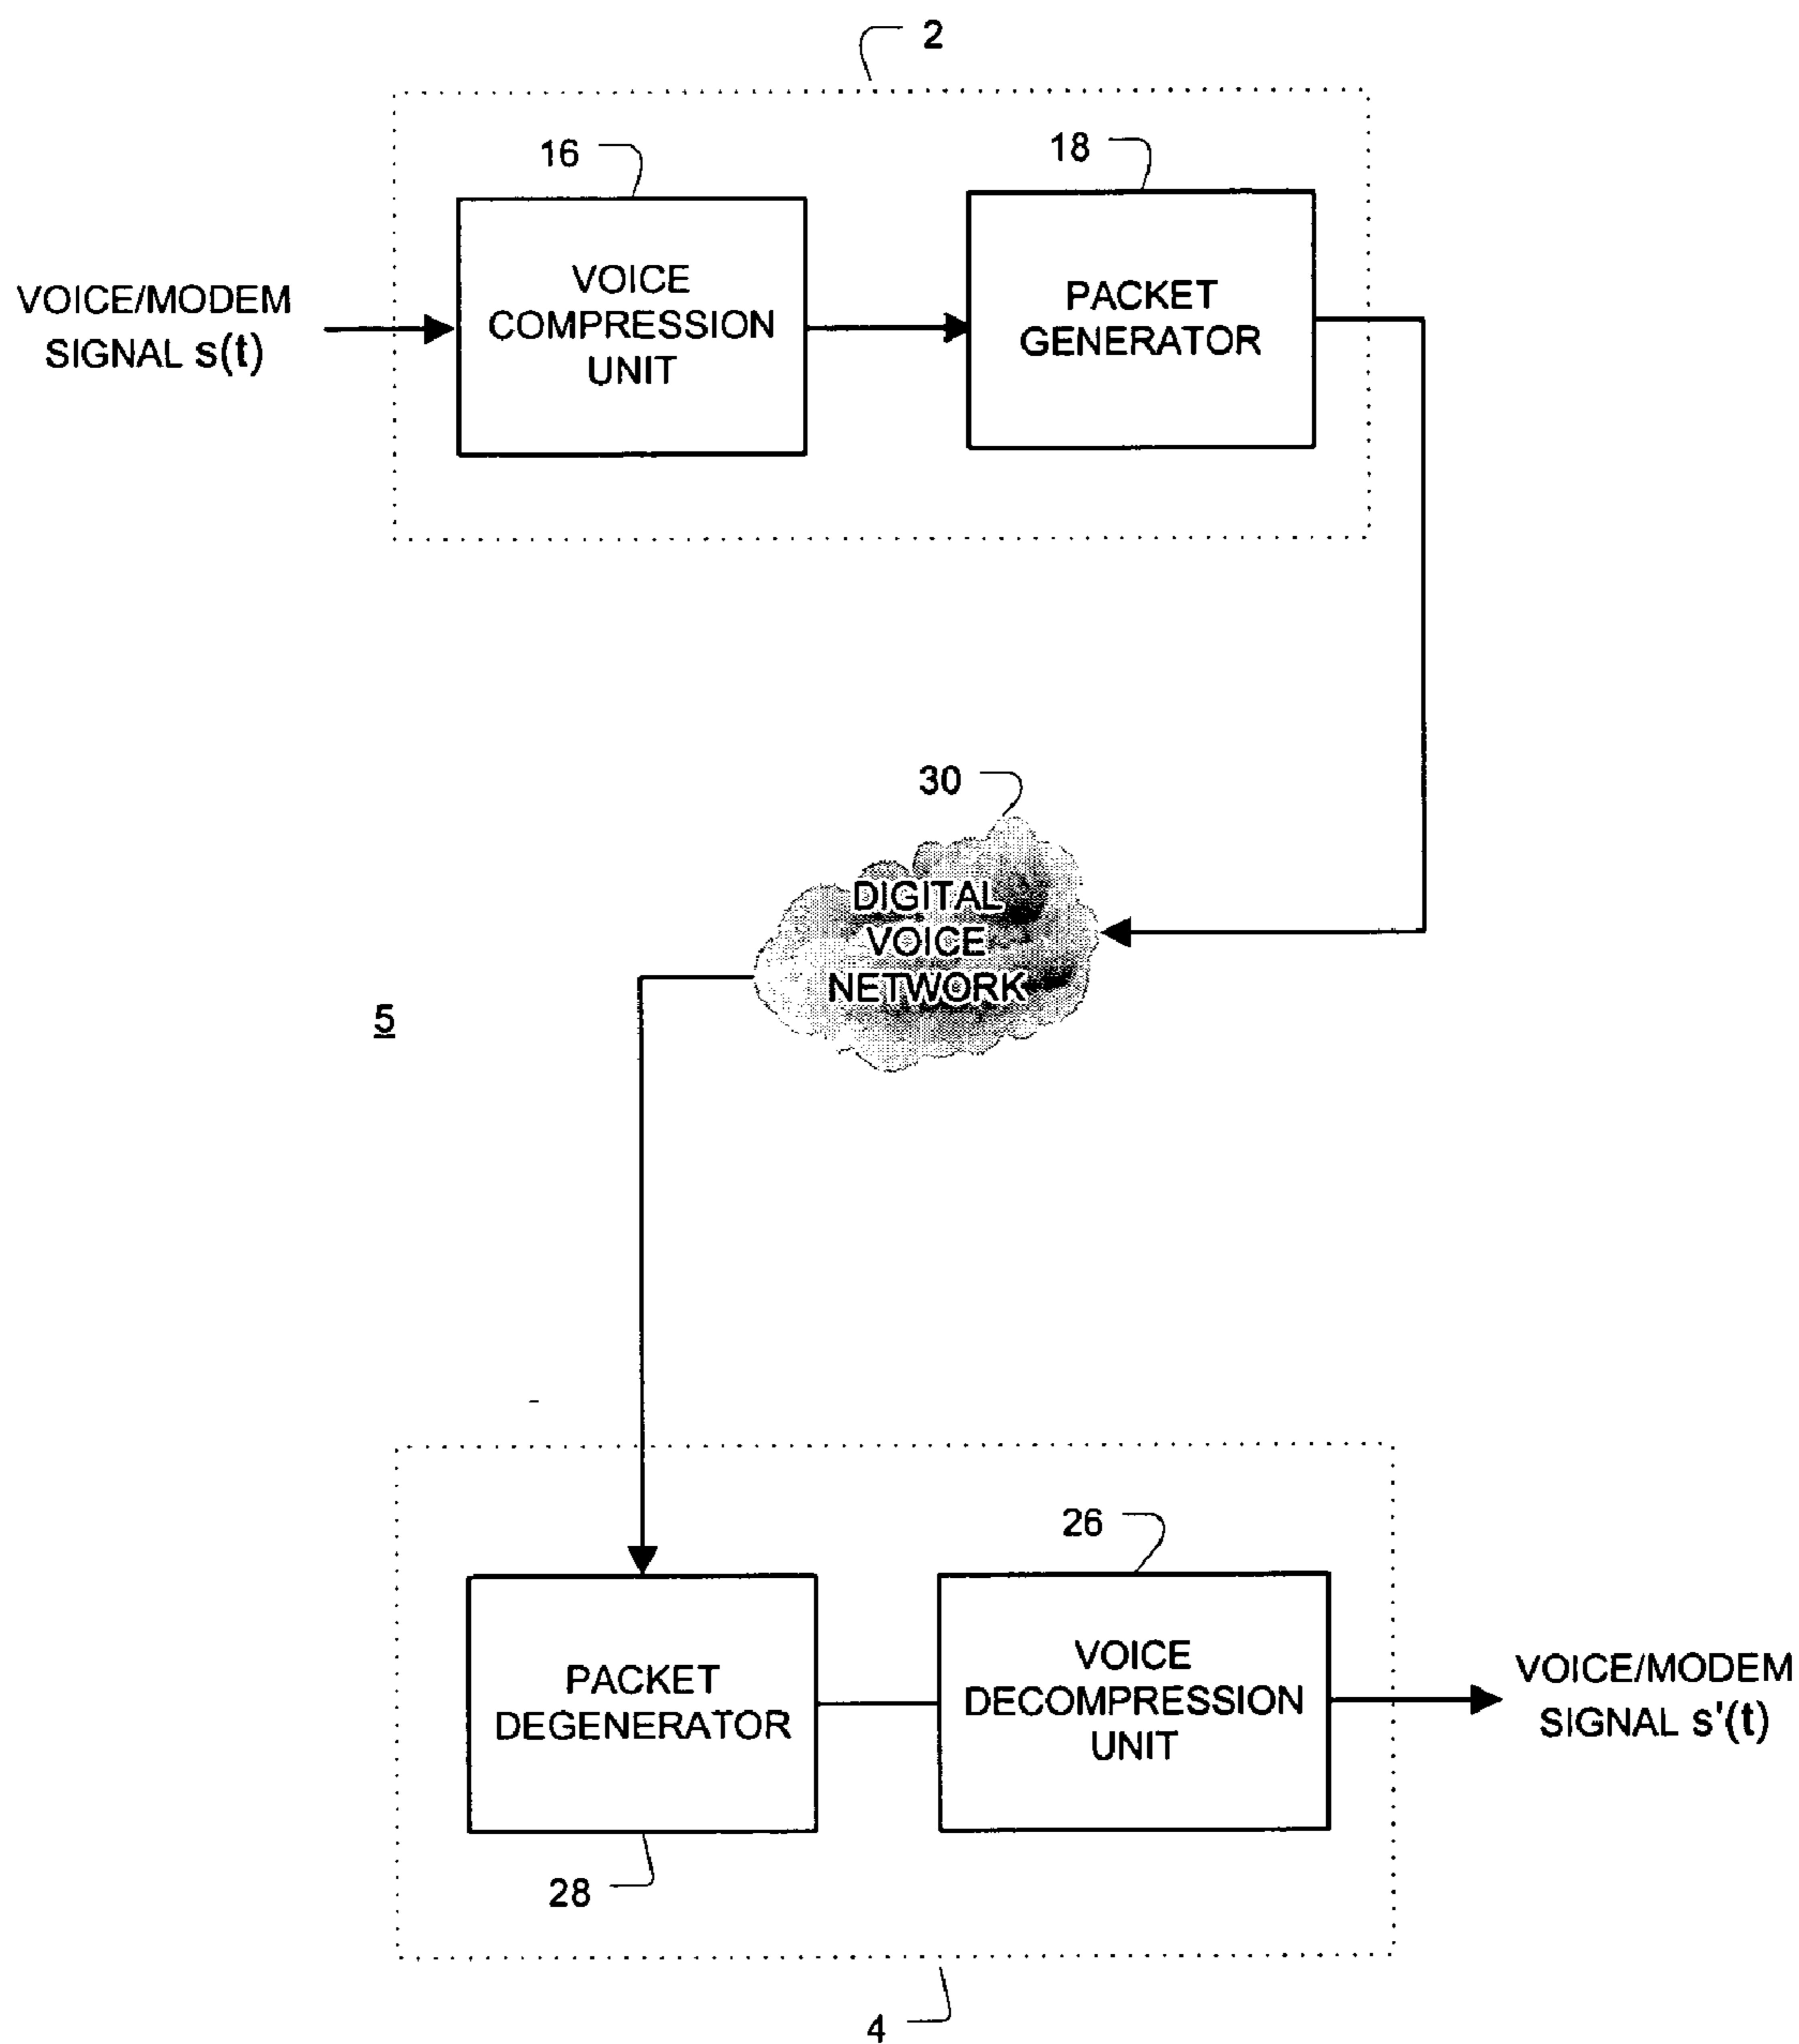 2
16
18
VOICE/MODEM
SIGNAL s(t)
VOICE
COMPRESSION
UNIT
PACKET
GENERATOR
30
DIGITAL
VOICE
NETWORK
5
26
PACKET
DEGENERATOR
VOICE
DECOMPRESSION
UNIT
VOICE/MODEM
SIGNAL s'(t)
28
4